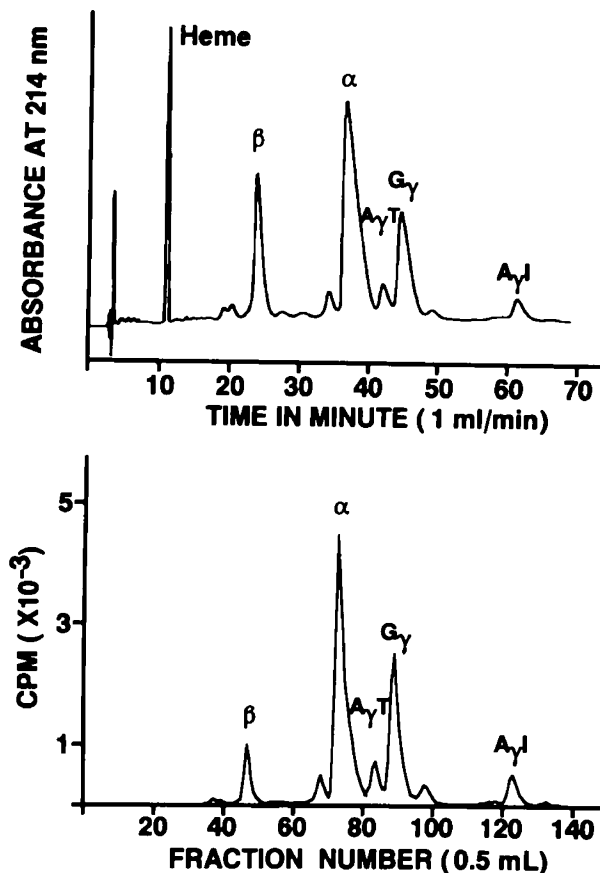 ABSORBANCE AT 214 nm
Heme
β
α
AγT
Gγ
AγI
10 20 30 40 50 60 70
TIME IN MINUTE ( 1 ml/min)
CPM ( X10⁻³)
5
3
1
β
α
AγT
Gγ
AγI
20 40 60 80 100 120 140
FRACTION NUMBER ( 0.5 mL)